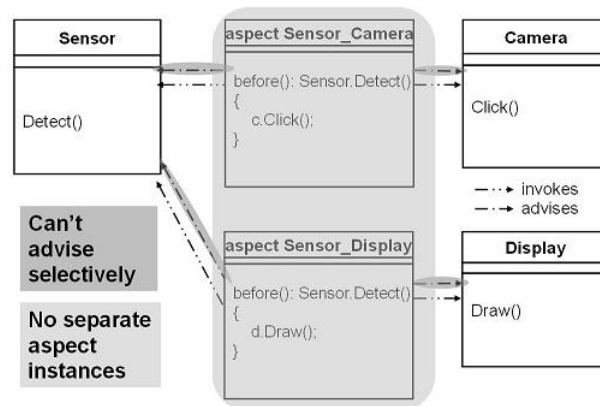 Sensor
Detect()
aspect Sensor_Camera
before(): Sensor.Detect()
{
c.Click();
}
Camera
Click()
invokes
advises
Can't
advise
selectively
No separate
aspect
instances
aspect Sensor_Display
before(): Sensor.Detect()
{
d.Draw();
}
Display
Draw()